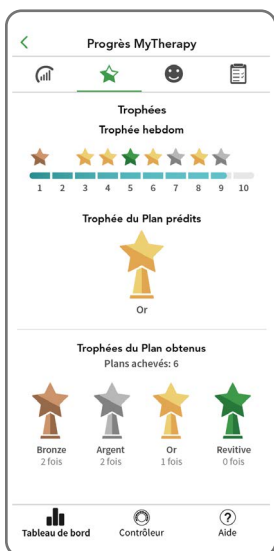 Progrès MyTherapy
Trophées
Trophée hebdom
1 2 3 4 5 6 7 8 9 10
Trophée du Plan prédits
Or
Trophées du Plan obtenus
Plans achevés: 6
Bronze Argent Or Revitive
2 fois 2 fois 1 fois 0 fois
Tableau de bord Contrôleur Aide